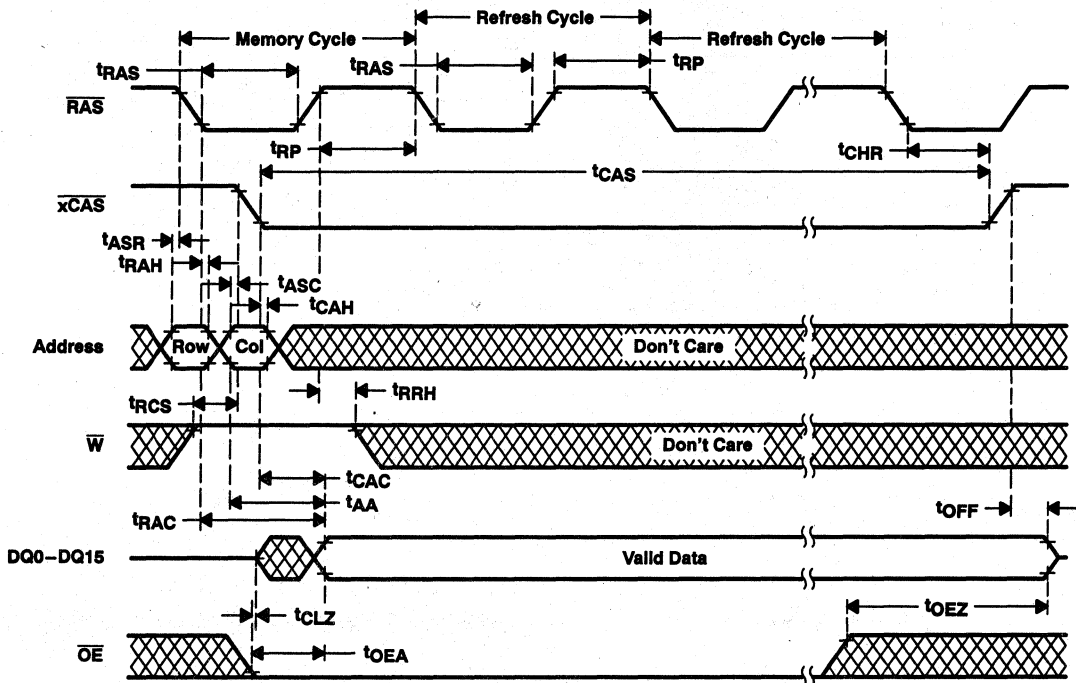 Refresh Cycle
Memory Cycle
Refresh Cycle
tRAS
tRAS
tRP
RAS
tRP
tCHR
tCAS
xCAS
tASR
tRAH
tASC
tCAH
Address
Row
Col
Don't Care
tRRH
tRCS
W
Don't Care
tCAC
tAA
tRAC
tOFF
DQ0–DQ15
Valid Data
tCLZ
tOEZ
OE
tOEA